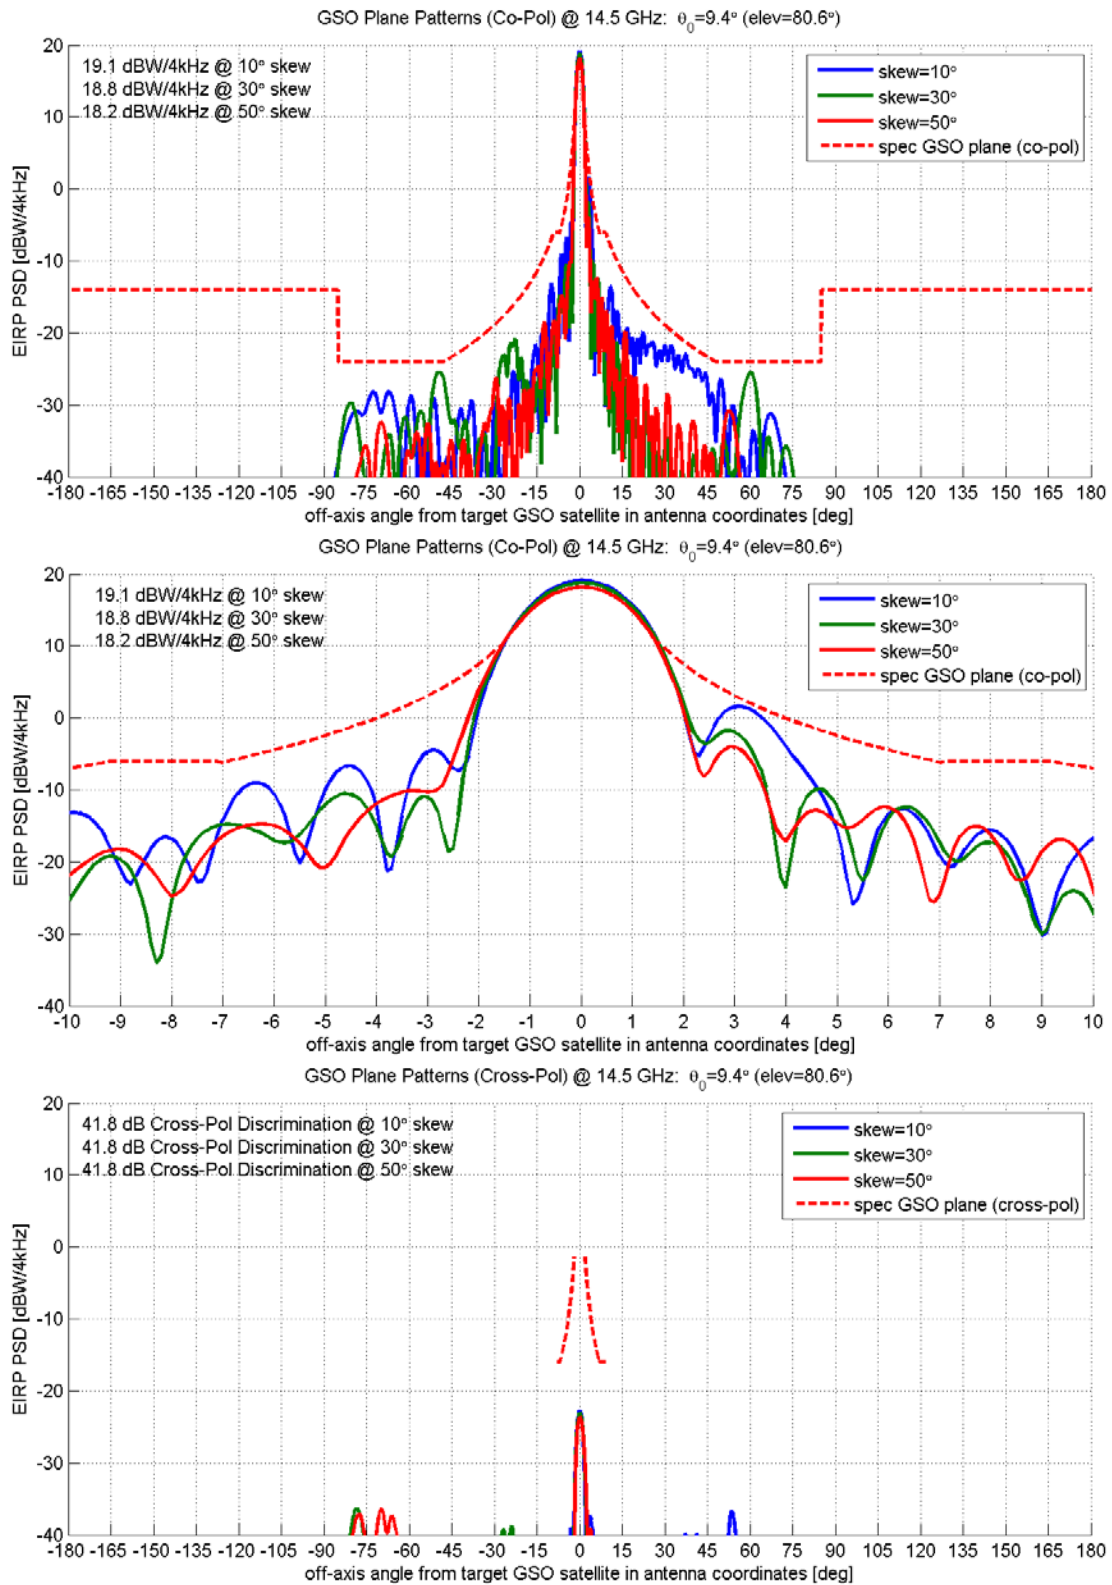 GSO Plane Patterns (Co-Pol) @ 14.5 GHz: θ0=9.4° (elev=80.6°)
19.1 dBW/4kHz @ 10° skew
18.8 dBW/4kHz @ 30° skew
18.2 dBW/4kHz @ 50° skew
skew=10°
skew=30°
skew=50°
spec GSO plane (co-pol)
EIRP PSD [dBW/4kHz]
20
10
0
-10
-20
-30
-40
-180 -165 -150 -135 -120 -105 -90 -75 -60 -45 -30 -15 0 15 30 45 60 75 90 105 120 135 150 165 180
off-axis angle from target GSO satellite in antenna coordinates [deg]
GSO Plane Patterns (Co-Pol) @ 14.5 GHz: θ0=9.4° (elev=80.6°)
19.1 dBW/4kHz @ 10° skew
18.8 dBW/4kHz @ 30° skew
18.2 dBW/4kHz @ 50° skew
skew=10°
skew=30°
skew=50°
spec GSO plane (co-pol)
EIRP PSD [dBW/4kHz]
20
10
0
-10
-20
-30
-40
-10 -9 -8 -7 -6 -5 -4 -3 -2 -1 0 1 2 3 4 5 6 7 8 9 10
off-axis angle from target GSO satellite in antenna coordinates [deg]
GSO Plane Patterns (Cross-Pol) @ 14.5 GHz: θ0=9.4° (elev=80.6°)
41.8 dB Cross-Pol Discrimination @ 10° skew
41.8 dB Cross-Pol Discrimination @ 30° skew
41.8 dB Cross-Pol Discrimination @ 50° skew
skew=10°
skew=30°
skew=50°
spec GSO plane (cross-pol)
EIRP PSD [dBW/4kHz]
20
10
0
-10
-20
-30
-40
-180 -165 -150 -135 -120 -105 -90 -75 -60 -45 -30 -15 0 15 30 45 60 75 90 105 120 135 150 165 180
off-axis angle from target GSO satellite in antenna coordinates [deg]